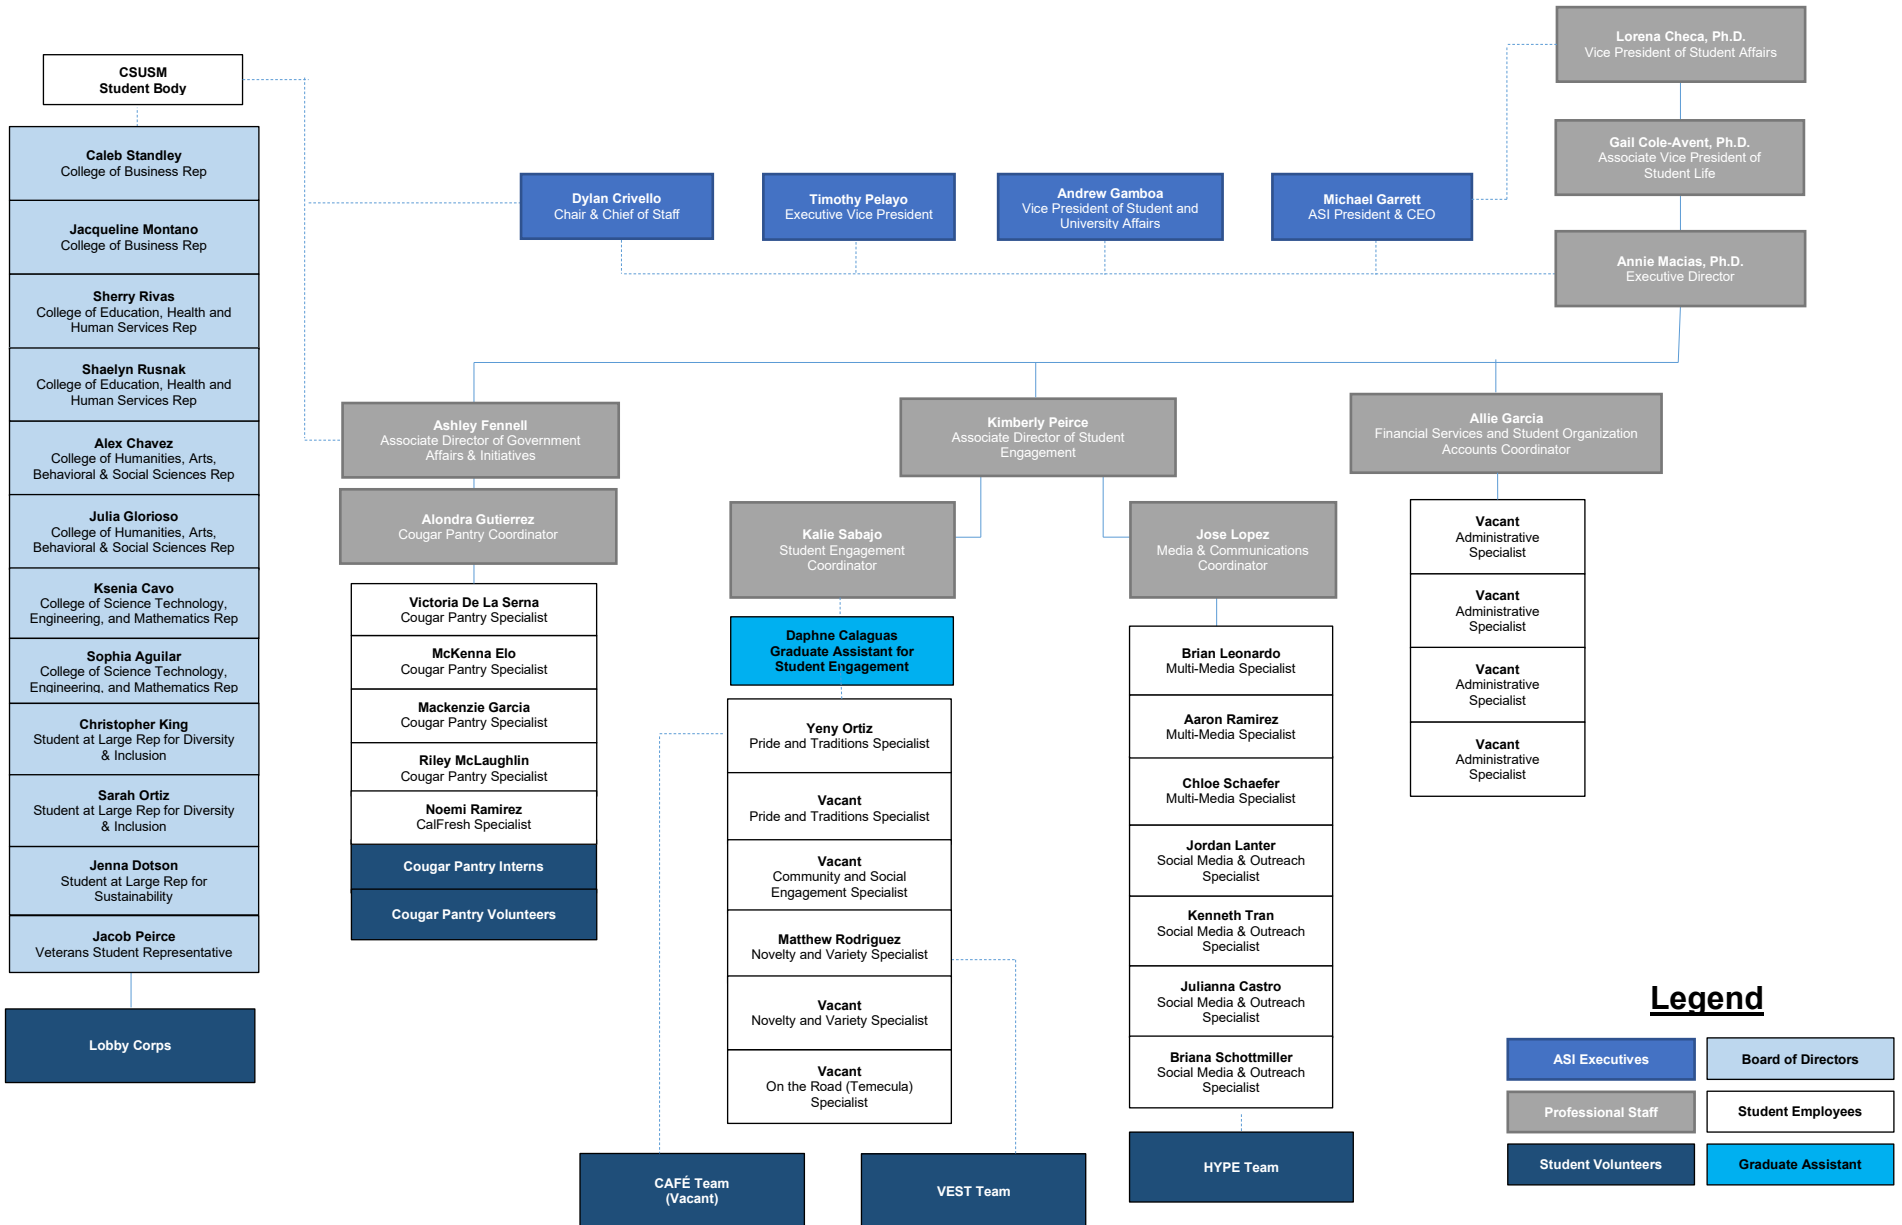 Lorena Checa, Ph.D.
Vice President of Student Affairs
CSUSM
Student Body
Gail Cole-Avent, Ph.D.
Associate Vice President of
Student Life
Dylan Crivello
Chair & Chief of Staff
Timothy Pelayo
Executive Vice President
Andrew Gamboa
Vice President of Student and
University Affairs
Michael Garrett
ASI President & CEO
Annie Macias, Ph.D.
Executive Director
Caleb Standley
College of Business Rep
Jacqueline Montano
College of Business Rep
Sherry Rivas
College of Education, Health and
Human Services Rep
Shaelyn Rusnak
College of Education, Health and
Human Services Rep
Alex Chavez
College of Humanities, Arts,
Behavioral & Social Sciences Rep
Julia Glorioso
College of Humanities, Arts,
Behavioral & Social Sciences Rep
Ksenia Cavo
College of Science Technology,
Engineering, and Mathematics Rep
Sophia Aguilar
College of Science Technology,
Engineering, and Mathematics Rep
Christopher King
Student at Large Rep for Diversity
& Inclusion
Sarah Ortiz
Student at Large Rep for Diversity
& Inclusion
Jenna Dotson
Student at Large Rep for
Sustainability
Jacob Peirce
Veterans Student Representative
Lobby Corps
Ashley Fennell
Associate Director of Government
Affairs & Initiatives
Alondra Gutierrez
Cougar Pantry Coordinator
Victoria De La Serna
Cougar Pantry Specialist
McKenna Elo
Cougar Pantry Specialist
Mackenzie Garcia
Cougar Pantry Specialist
Riley McLaughlin
Cougar Pantry Specialist
Noemi Ramirez
CalFresh Specialist
Cougar Pantry Interns
Cougar Pantry Volunteers
Kimberly Peirce
Associate Director of Student
Engagement
Kalie Sabajo
Student Engagement
Coordinator
Daphne Calaguas
Graduate Assistant for
Student Engagement
Yeny Ortiz
Pride and Traditions Specialist
Vacant
Pride and Traditions Specialist
Vacant
Community and Social
Engagement Specialist
Matthew Rodriguez
Novelty and Variety Specialist
Vacant
Novelty and Variety Specialist
Vacant
On the Road (Temecula)
Specialist
CAFÉ Team
(Vacant)
VEST Team
Jose Lopez
Media & Communications
Coordinator
Brian Leonardo
Multi-Media Specialist
Aaron Ramirez
Multi-Media Specialist
Chloe Schaefer
Multi-Media Specialist
Jordan Lanter
Social Media & Outreach
Specialist
Kenneth Tran
Social Media & Outreach
Specialist
Julianna Castro
Social Media & Outreach
Specialist
Briana Schottmiller
Social Media & Outreach
Specialist
HYPE Team
Allie Garcia
Financial Services and Student Organization
Accounts Coordinator
Vacant
Administrative
Specialist
Vacant
Administrative
Specialist
Vacant
Administrative
Specialist
Vacant
Administrative
Specialist
Legend
ASI Executives
Board of Directors
Professional Staff
Student Employees
Student Volunteers
Graduate Assistant